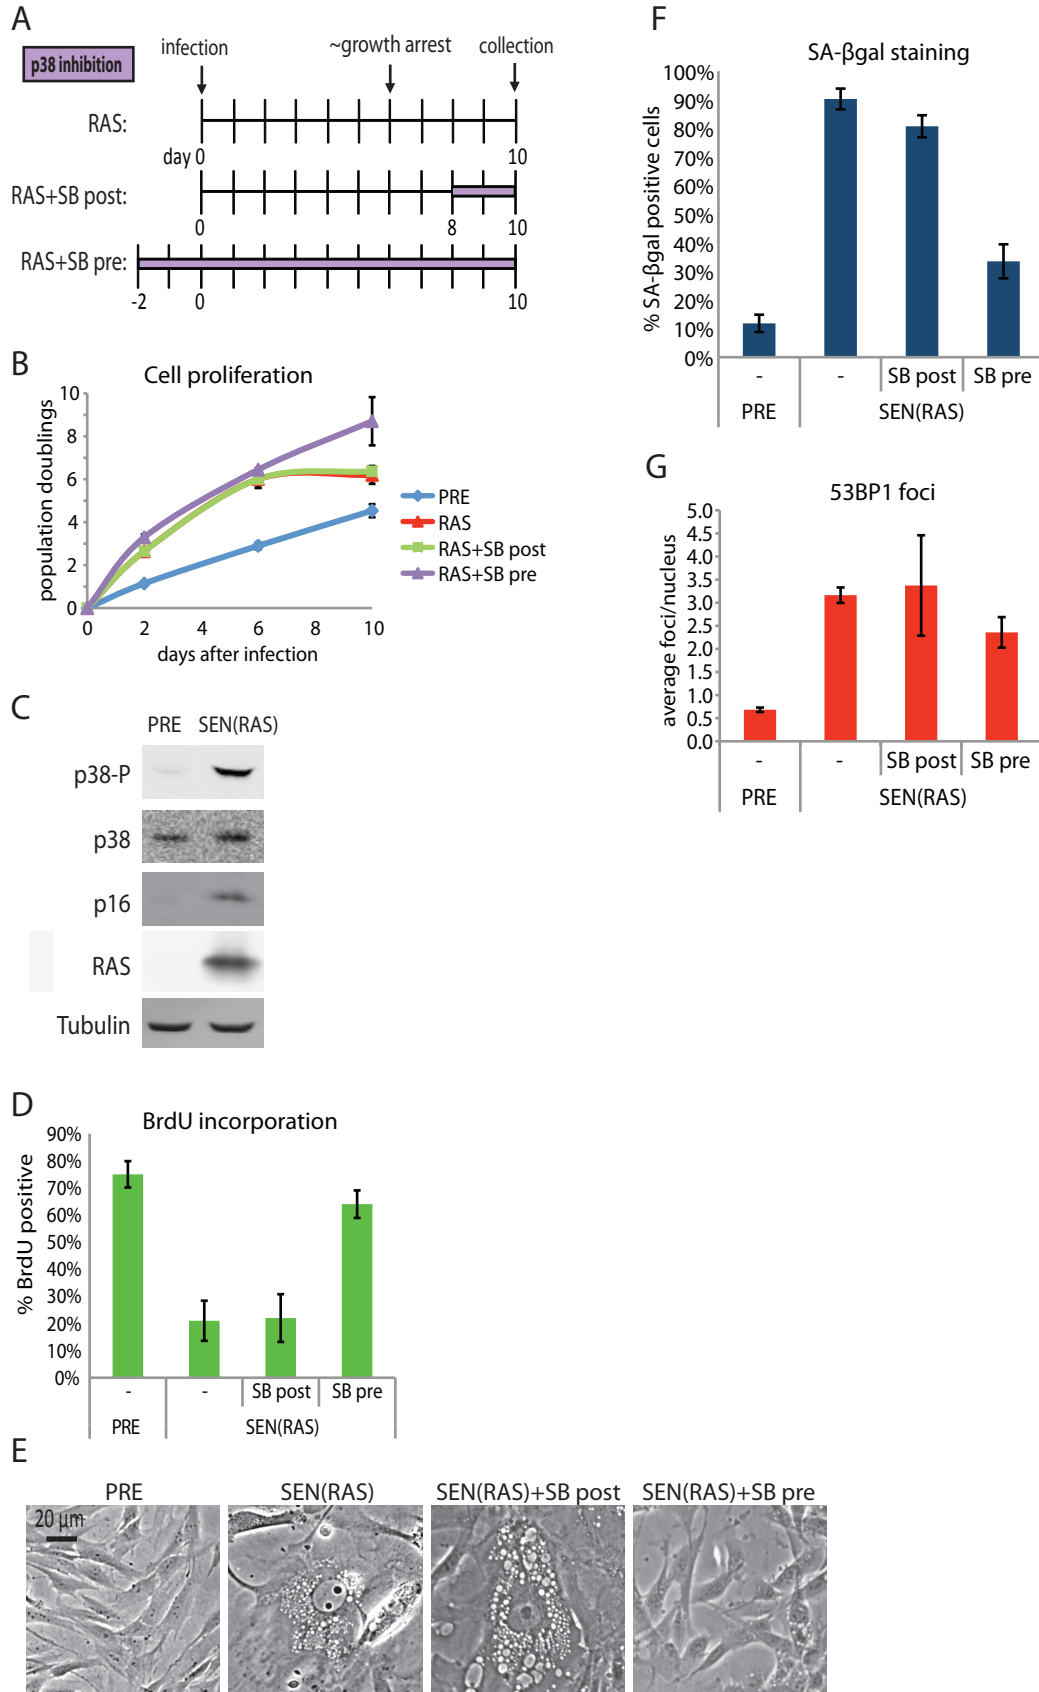 A
p38 inhibition
infection
~growth arrest
collection
RAS:
day 0
10
RAS+SB post:
0
8
10
RAS+SB pre:
-2
0
10
B
Cell proliferation
population doublings
10
8
6
4
2
0
0
2
4
6
8
10
days after infection
PRE
RAS
RAS+SB post
RAS+SB pre
C
PRE
SEN(RAS)
p38-P
p38
p16
RAS
Tubulin
D
BrdU incorporation
% BrdU positive
90%
80%
70%
60%
50%
40%
30%
20%
10%
0%
-
-
SB post
SB pre
PRE
SEN(RAS)
E
PRE
SEN(RAS)
SEN(RAS)+SB post
SEN(RAS)+SB pre
20 μm
F
SA-βgal staining
% SA-βgal positive cells
100%
90%
80%
70%
60%
50%
40%
30%
20%
10%
0%
-
-
SB post
SB pre
PRE
SEN(RAS)
G
53BP1 foci
average foci/nucleus
5.0
4.5
4.0
3.5
3.0
2.5
2.0
1.5
1.0
0.5
0.0
-
-
SB post
SB pre
PRE
SEN(RAS)